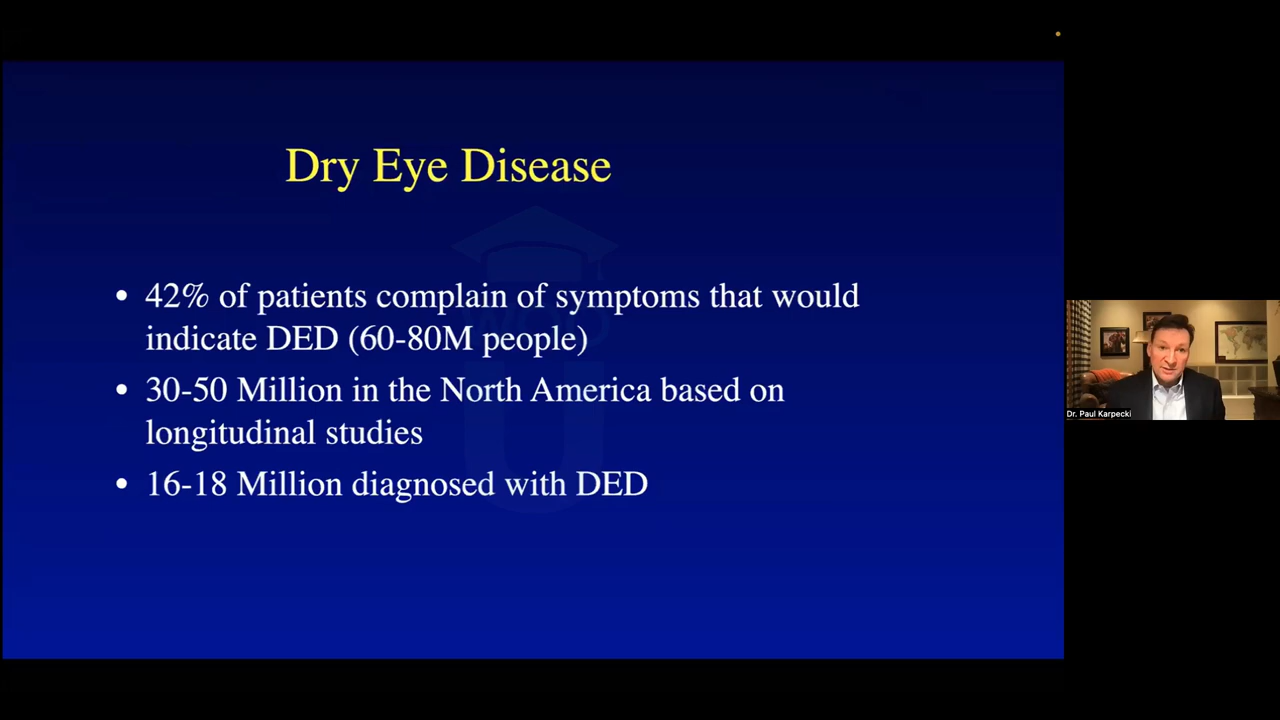 Dry Eye Disease
• 42% of patients complain of symptoms that would
indicate DED (60-80M people)
• 30-50 Million in the North America based on
longitudinal studies
• 16-18 Million diagnosed with DED
Dr. Paul Karpecki